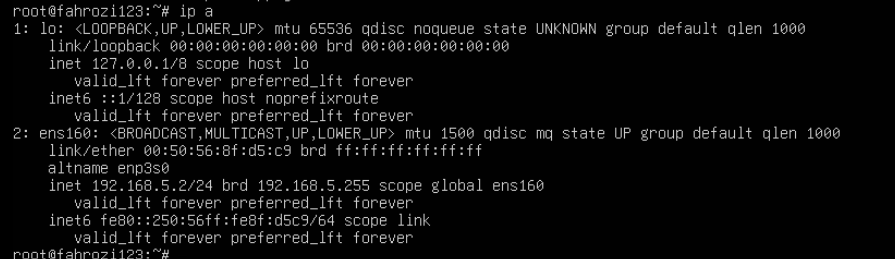 root@fahrozi123:~# ip a
1: lo: <LOOPBACK,UP,LOWER_UP> mtu 65536 qdisc noqueue state UNKNOWN group default qlen 1000
    link/loopback 00:00:00:00:00:00 brd 00:00:00:00:00:00
    inet 127.0.0.1/8 scope host lo
       valid_lft forever preferred_lft forever
    inet6 ::1/128 scope host noprefixroute
       valid_lft forever preferred_lft forever
2: ens160: <BROADCAST,MULTICAST,UP,LOWER_UP> mtu 1500 qdisc mq state UP group default qlen 1000
    link/ether 00:50:56:8f:d5:c9 brd ff:ff:ff:ff:ff:ff
    altname enp3s0
    inet 192.168.5.2/24 brd 192.168.5.255 scope global ens160
       valid_lft forever preferred_lft forever
    inet6 fe80::250:56ff:fe8f:d5c9/64 scope link
       valid_lft forever preferred_lft forever
root@fahrozi123:~#